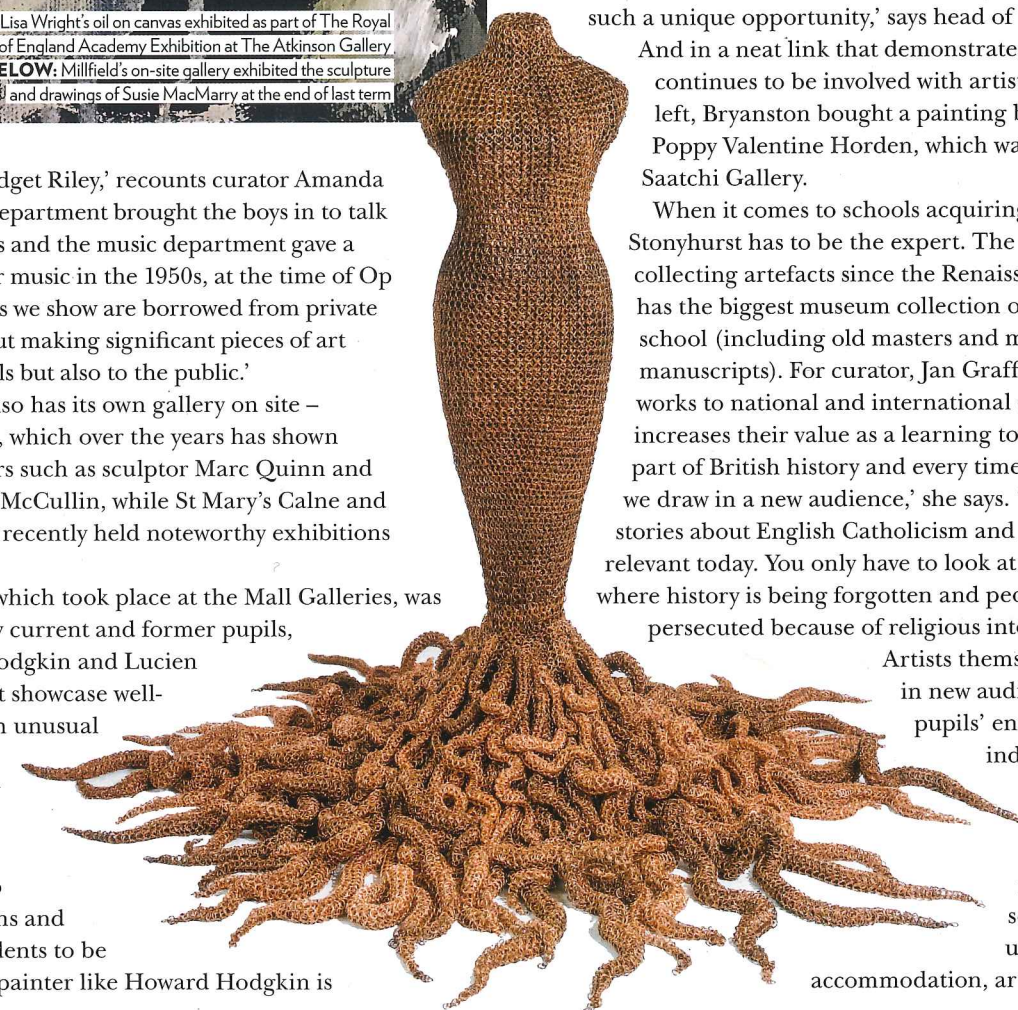 Lisa Wright's oil on canvas exhibited as part of The Royal
of England Academy Exhibition at The Atkinson Gallery
ELOW: Millfield's on-site gallery exhibited the sculpture
and drawings of Susie MacMarry at the end of last term
dget Riley,' recounts curator Amanda
epartment brought the boys in to talk
s and the music department gave a
r music in the 1950s, at the time of Op
s we show are borrowed from private
ut making significant pieces of art
ls but also to the public.'
lso has its own gallery on site –
, which over the years has shown
rs such as sculptor Marc Quinn and
McCullin, while St Mary's Calne and
recently held noteworthy exhibitions
which took place at the Mall Galleries, was
y current and former pupils,
odgkin and Lucien
t showcase well-
n unusual
ns and
dents to be
painter like Howard Hodgkin is
such a unique opportunity,' says head of
And in a neat link that demonstrate
continues to be involved with artis
left, Bryanston bought a painting b
Poppy Valentine Horden, which wa
Saatchi Gallery.
When it comes to schools acquiring
Stonyhurst has to be the expert. The
collecting artefacts since the Renaiss
has the biggest museum collection o
school (including old masters and m
manuscripts). For curator, Jan Graff
works to national and international
increases their value as a learning to
part of British history and every time
we draw in a new audience,' she says.
stories about English Catholicism and
relevant today. You only have to look at
where history is being forgotten and peo
persecuted because of religious into
Artists thems
in new audi
pupils' en
ind
s
u
accommodation, ar